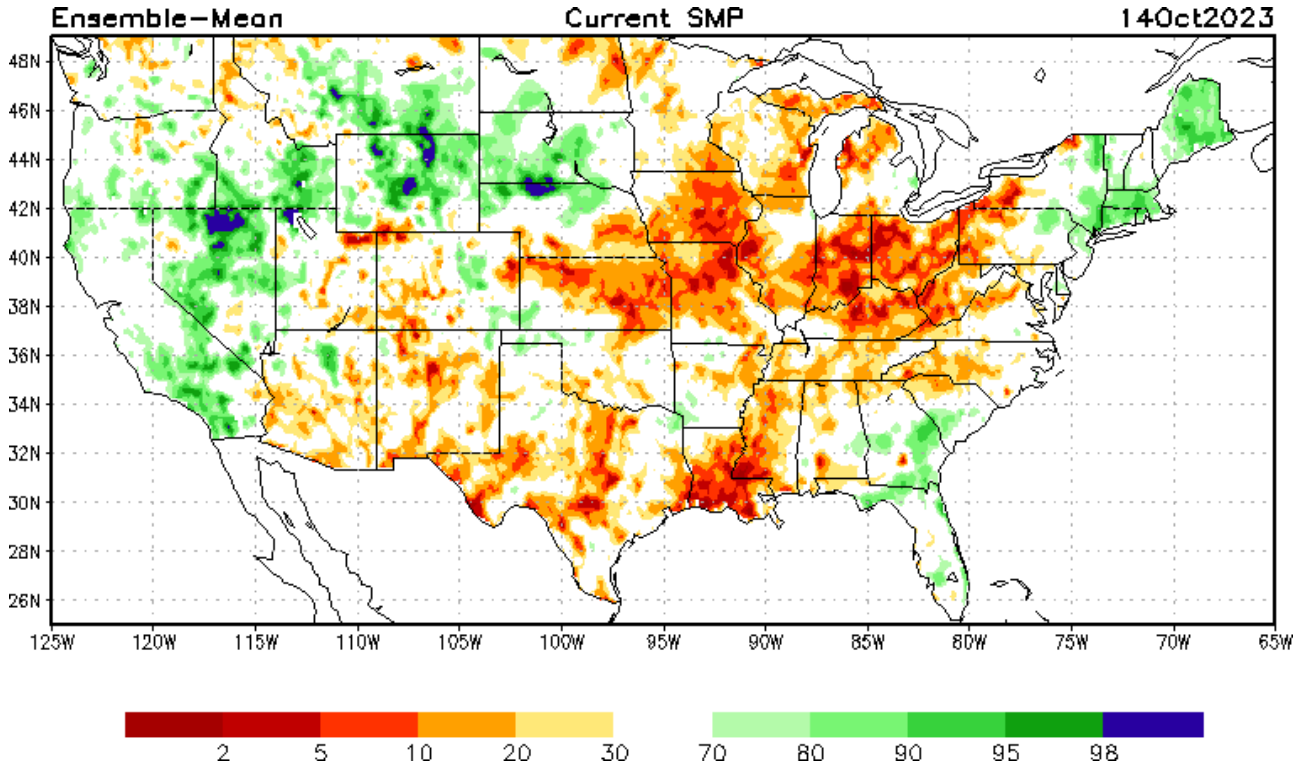 Ensemble-Mean Current SMP 14Oct2023
48N
46N
44N
42N
40N
38N
36N
34N
32N
30N
28N
26N
125W 120W 115W 110W 105W 100W 95W 90W 85W 80W 75W 70W 65W
2 5 10 20 30 70 80 90 95 98